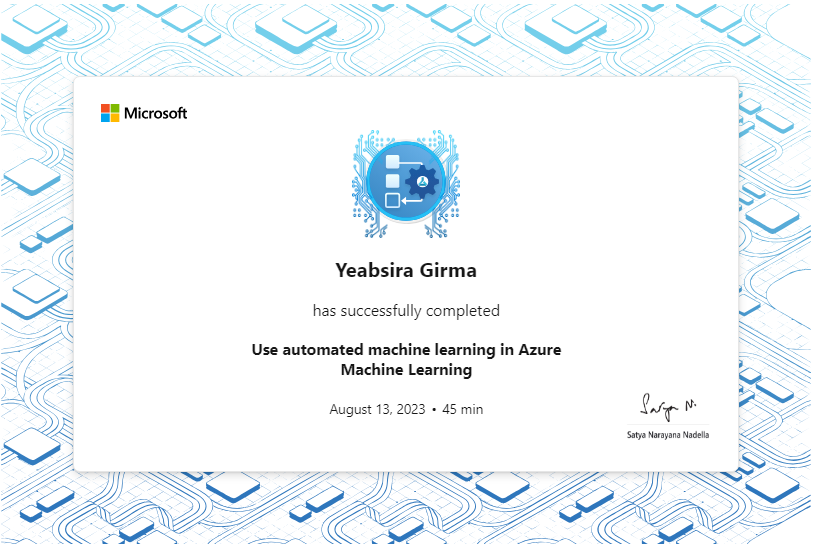 Microsoft
Yeabsira Girma
has successfully completed
Use automated machine learning in Azure
Machine Learning
August 13, 2023 • 45 min
Satya N.
Satya Narayana Nadella